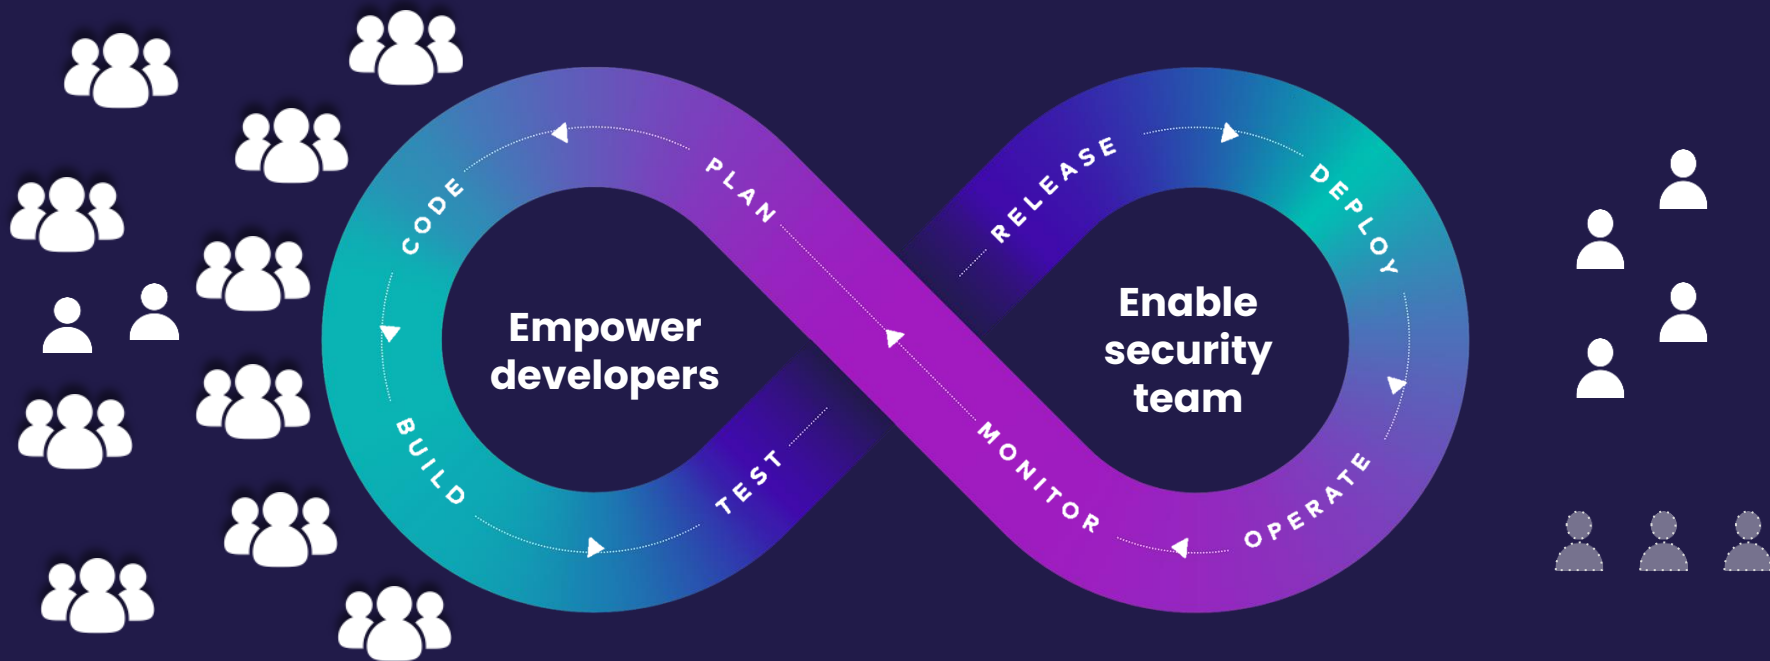 PLAN
CODE
BUILD
TEST
Empower
developers
RELEASE
DEPLOY
OPERATE
MONITOR
Enable
security
team